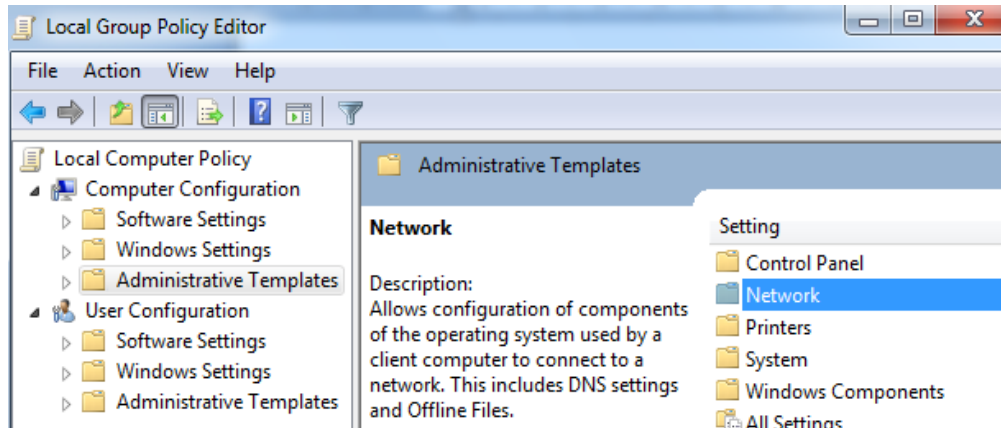 Local Group Policy Editor
File Action View Help
Local Computer Policy
Computer Configuration
Software Settings
Windows Settings
Administrative Templates
User Configuration
Software Settings
Windows Settings
Administrative Templates
Administrative Templates
Network
Description:
Allows configuration of components
of the operating system used by a
client computer to connect to a
network. This includes DNS settings
and Offline Files.
Setting
Control Panel
Network
Printers
System
Windows Components
All Settings